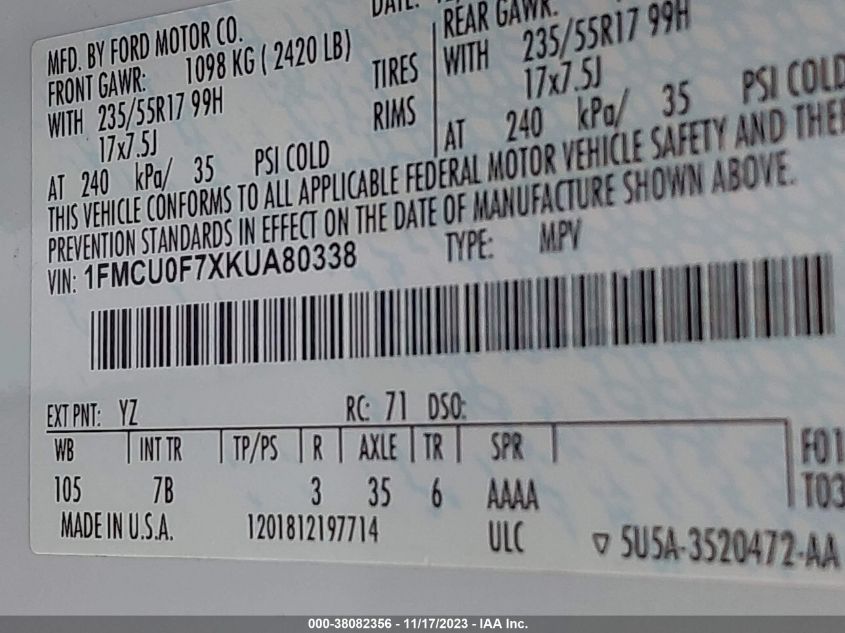 DATE:
MFD. BY FORD MOTOR CO.
FRONT GAWR: 1098 KG ( 2420 LB)
WITH 235/55R17 99H TIRES
17x7.5J RIMS
AT 240 kPa/ 35 PSI COLD
REAR GAWR:
WITH 235/55R17 99H
17x7.5J
AT 240 kPa/ 35 PSI COLD
THIS VEHICLE CONFORMS TO ALL APPLICABLE FEDERAL MOTOR VEHICLE SAFETY AND
PREVENTION STANDARDS IN EFFECT ON THE DATE OF MANUFACTURE SHOWN ABOVE.
VIN: 1FMCU0F7XKUA80338 TYPE: MPV
EXT PNT: YZ RC: 71 DSO:
WB INT TR TP/PS R AXLE TR SPR F01
105 7B 3 35 6 AAAA T03
MADE IN U.S.A. 1201812197714 ULC 5U5A-3520472-AA
000-38082356 - 11/17/2023 - IAA Inc.